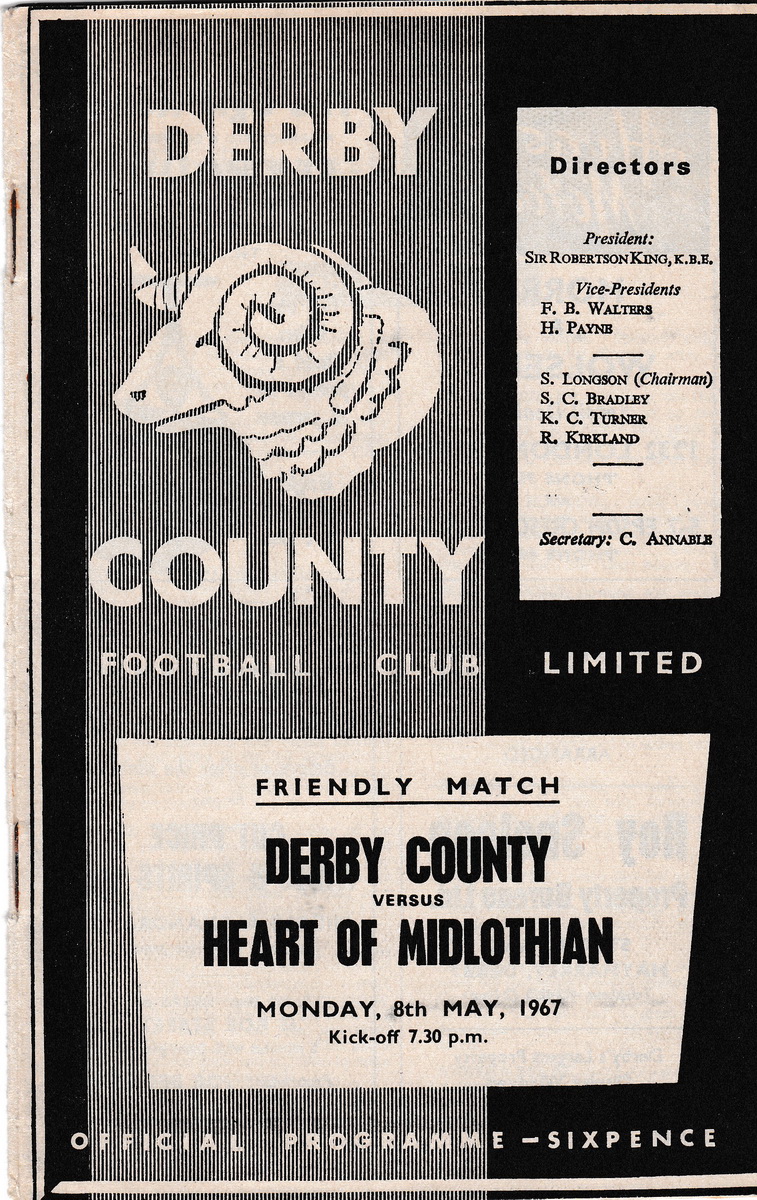 DERBY
COUNTY
FOOTBALL CLUB LIMITED
Directors
President:
SIR ROBERTSON KING, K.B.E.
Vice-Presidents
F. B. WALTERS
H. PAYNE
S. LONGSON (Chairman)
S. C. BRADLEY
K. C. TURNER
R. KIRKLAND
Secretary: C. ANNABLE
FRIENDLY MATCH
DERBY COUNTY
VERSUS
HEART OF MIDLOTHIAN
MONDAY, 8th MAY, 1967
Kick-off 7.30 p.m.
OFFICIAL PROGRAMME – SIXPENCE